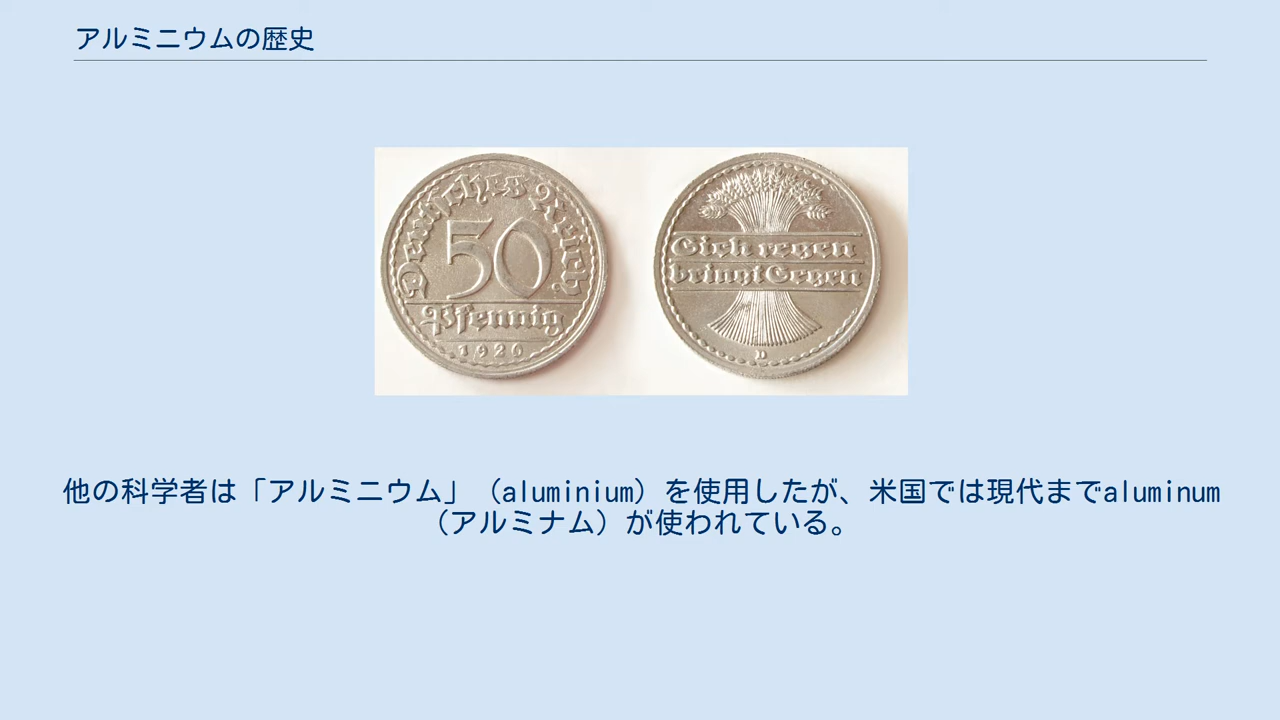 アルミニウムの歴史
Deutsches Reich
50
Pfennig
1920
Sich regen
bringt Segen
D
他の科学者は「アルミニウム」（aluminium）を使用したが、米国では現代までaluminum
（アルミナム）が使われている。